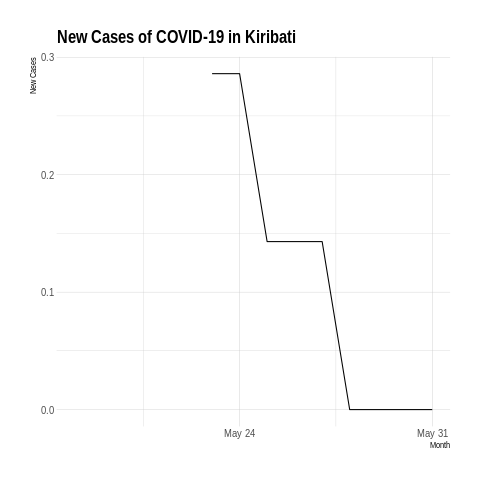 New Cases of COVID-19 in Kiribati
New Cases
0.3
0.2
0.1
0.0
May 24
May 31
Month